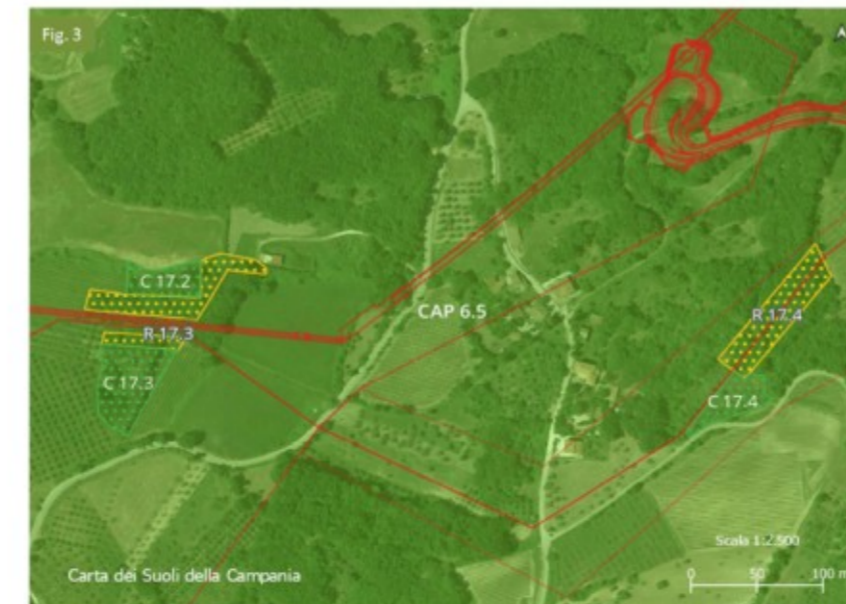 Fig. 3
A
C 17.2
R 17.3
C 17.3
CAP 6.5
R 17.4
C 17.4
Scala 1:2.500
0 50 100 m
Carta dei Suoli della Campania